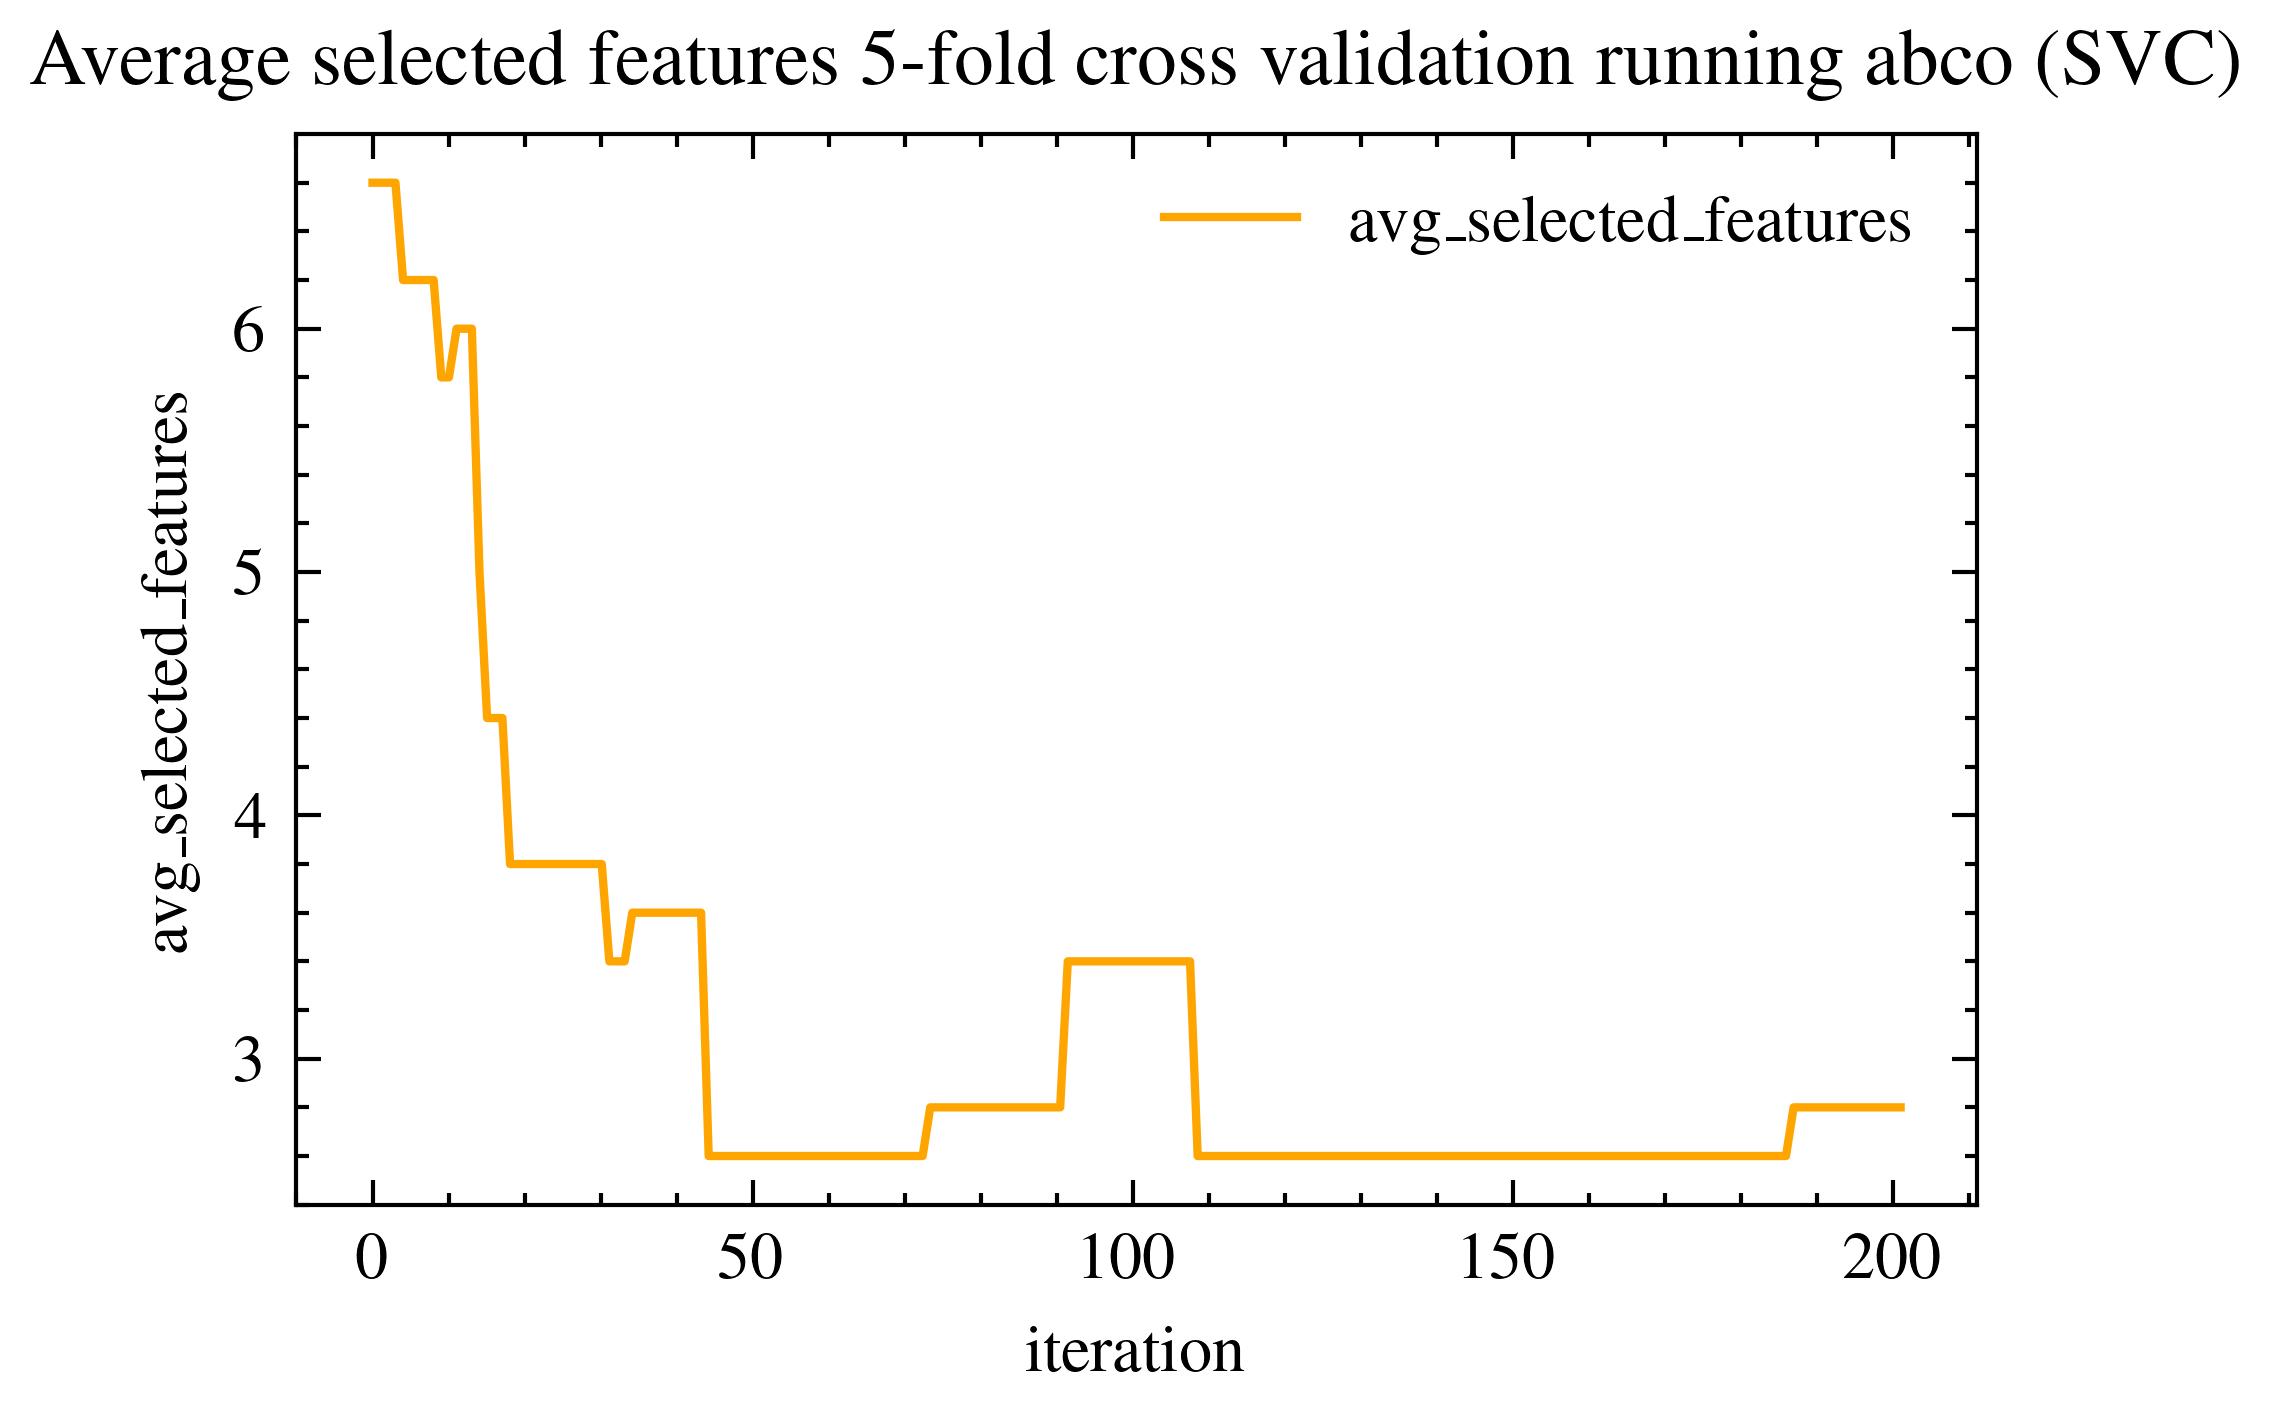 Average selected features 5-fold cross validation running abco (SVC)
avg_selected_features
avg_selected_features
6
5
4
3
0 50 100 150 200
iteration